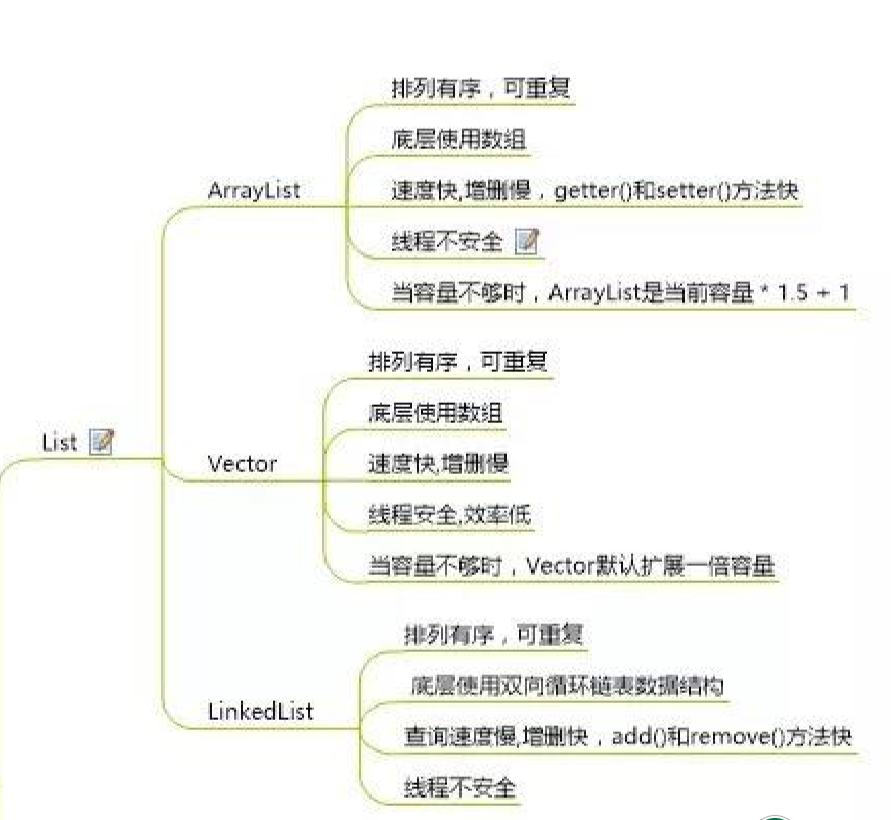 List
ArrayList
排列有序，可重复
底层使用数组
速度快,增删慢，getter()和setter()方法快
线程不安全
当容量不够时，ArrayList是当前容量 * 1.5 + 1
Vector
排列有序，可重复
底层使用数组
速度快,增删慢
线程安全,效率低
当容量不够时，Vector默认扩展一倍容量
LinkedList
排列有序，可重复
底层使用双向循环链表数据结构
查询速度慢,增删快，add()和remove()方法快
线程不安全